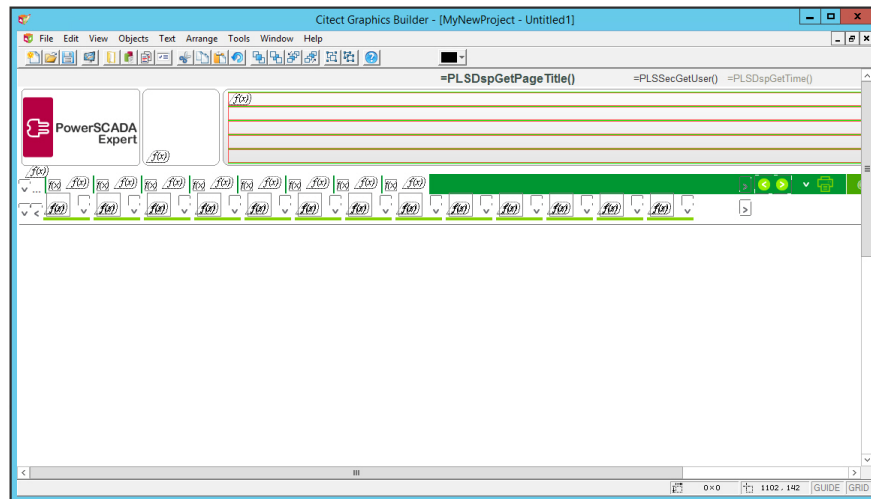 Citect Graphics Builder - [MyNewProject - Untitled1]
File Edit View Objects Text Arrange Tools Window Help
=PLSDspGetPageTitle() =PLSSecGetUser() =PLSDspGetTime()
f(x)
PowerSCADA
Expert
f(x)
f(x)
... f(x) f(x) f(x) f(x) f(x) f(x) f(x) f(x) f(x) f(x) f(x) f(x) f(x) f(x) f(x) f(x)
f(x) f(x) f(x) f(x) f(x) f(x) f(x) f(x) f(x) f(x) f(x) f(x) f(x)
0×0 1102, 142 GUIDE GRID